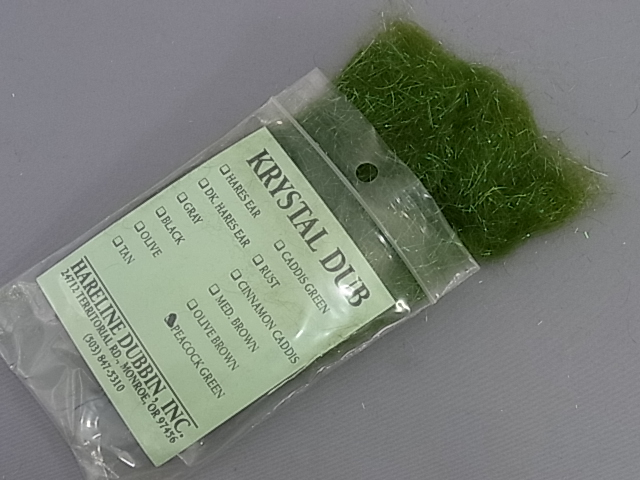 KRYSTAL DUB
☐ HARES EAR
☐ DK. HARES EAR
☐ GRAY
☐ BLACK
☐ OLIVE
☐ TAN
☐ CADDIS GREEN
☐ RUST
☐ CINNAMON CADDIS
☐ MED. BROWN
☐ OLIVE BROWN
PEACOCK GREEN
HARELINE DUBBIN, INC.
24712 TERRITORIAL RD., MONROE, OR 97456
(503) 847-5310